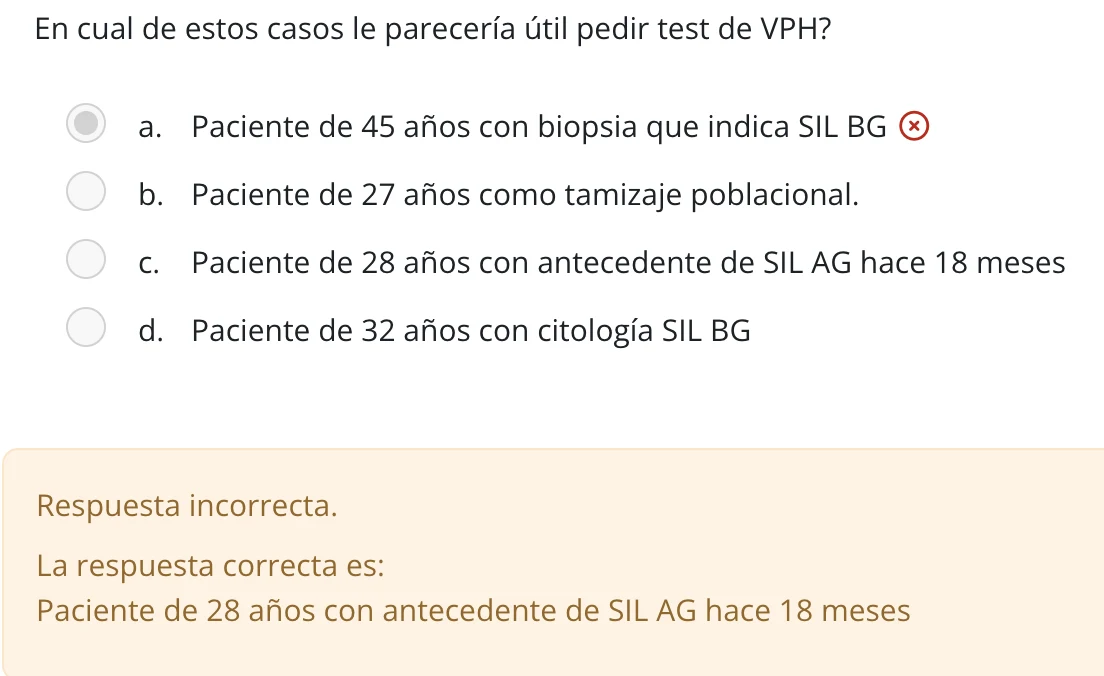 En cual de estos casos le parecería útil pedir test de VPH?
a. Paciente de 45 años con biopsia que indica SIL BG
b. Paciente de 27 años como tamizaje poblacional.
c. Paciente de 28 años con antecedente de SIL AG hace 18 meses
d. Paciente de 32 años con citología SIL BG
Respuesta incorrecta.
La respuesta correcta es:
Paciente de 28 años con antecedente de SIL AG hace 18 meses